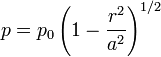 p = p_0 \left(1 - \frac{r^2}{a^2}\right)^{1/2}